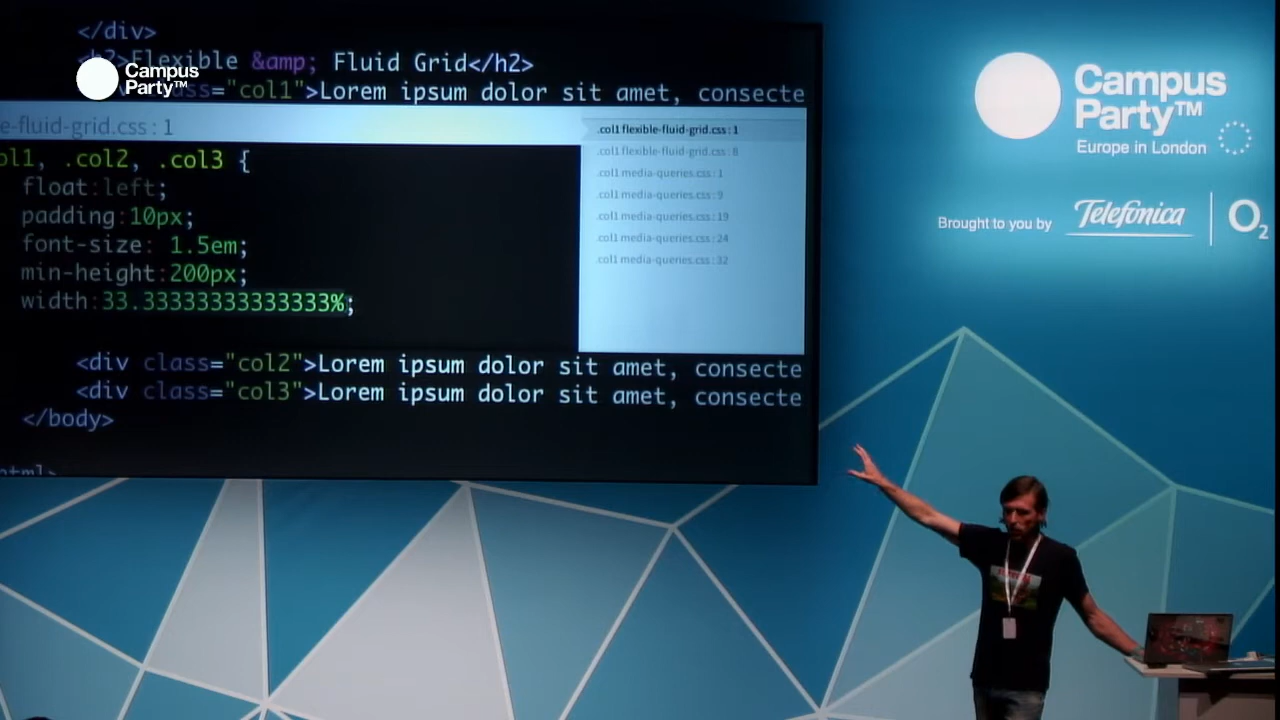 </div>
<h2>Flexible &amp; Fluid Grid</h2>
Campus
Party™
class="col1">Lorem ipsum dolor sit amet, consecte
e-fluid-grid.css : 1
ol1, .col2, .col3 {
float:left;
padding:10px;
font-size: 1.5em;
min-height:200px;
width:33.33333333333333%;
.col1 flexible-fluid-grid.css : 1
.col1 flexible-fluid-grid.css : 8
.col1 media-queries.css : 1
.col1 media-queries.css : 9
.col1 media-queries.css : 19
.col1 media-queries.css : 24
.col1 media-queries.css : 32
<div class="col2">Lorem ipsum dolor sit amet, consecte
<div class="col3">Lorem ipsum dolor sit amet, consecte
</body>
html>
Campus
Party™
Europe in London
Brought to you by
Telefónica
O2